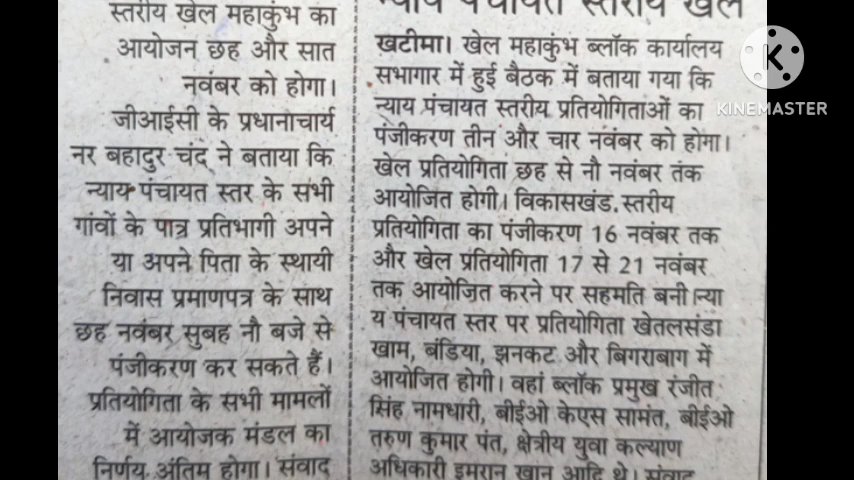 स्तरीय खेल महाकुंभ का
आयोजन छह और सात
नवंबर को होगा।
जीआईसी के प्रधानाचार्य
नर बहादुर चंद ने बताया कि
न्याय पंचायत स्तर के सभी
गांवों के पात्र प्रतिभागी अपने
या अपने पिता के स्थायी
निवास प्रमाणपत्र के साथ
छह नवंबर सुबह नौ बजे से
पंजीकरण कर सकते हैं।
प्रतियोगिता के सभी मामलों
में आयोजक मंडल का
निर्णय अंतिम होगा। संवाद
न्याय पंचायत स्तरीय खेल
खटीमा। खेल महाकुंभ ब्लॉक कार्यालय
सभागार में हुई बैठक में बताया गया कि
न्याय पंचायत स्तरीय प्रतियोगिताओं का
पंजीकरण तीन और चार नवंबर को होगा।
खेल प्रतियोगिता छह से नौ नवंबर तक
आयोजित होगी। विकासखंड स्तरीय
प्रतियोगिता का पंजीकरण 16 नवंबर तक
और खेल प्रतियोगिता 17 से 21 नवंबर
तक आयोजित करने पर सहमति बनी।न्या
य पंचायत स्तर पर प्रतियोगिता खेतलसंडा
खाम, बंडिया, झनकट और बिगराबाग में
आयोजित होगी। वहां ब्लॉक प्रमुख रंजीत
सिंह नामधारी, बीईओ केएस सामंत, बीईओ
तरुण कुमार पंत, क्षेत्रीय युवा कल्याण
अधिकारी इमरान खान आदि थे। संवाद
KINEMASTER